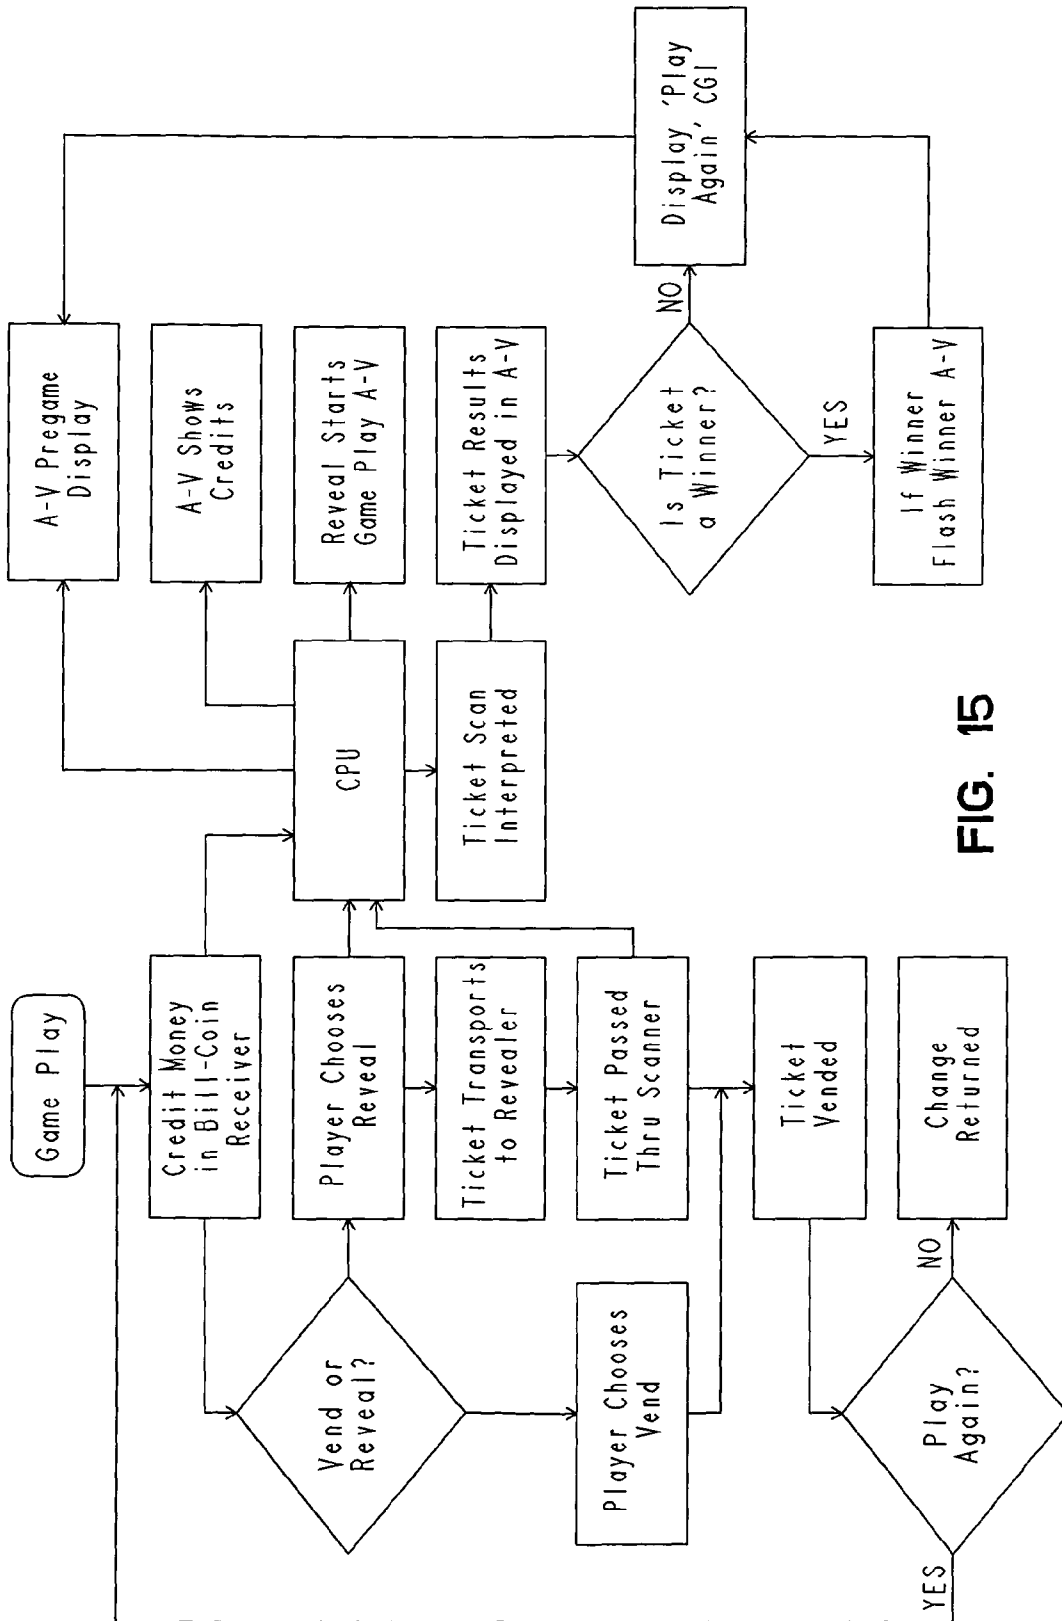 Game Play
Credit Money
in Bill-Coin
Receiver
Vend or
Reveal?
Player Chooses
Reveal
Ticket Transports
to Revealer
Ticket Passed
Thru Scanner
Player Chooses
Vend
Ticket
Vended
Play
Again?
YES
NO
Change
Returned
CPU
Ticket Scan
Interpreted
A-V Pregame
Display
A-V Shows
Credits
Reveal Starts
Game Play A-V
Ticket Results
Displayed in A-V
Is Ticket
a Winner?
NO
YES
Display 'Play
Again' CGI
If Winner
Flash Winner A-V
FIG. 15